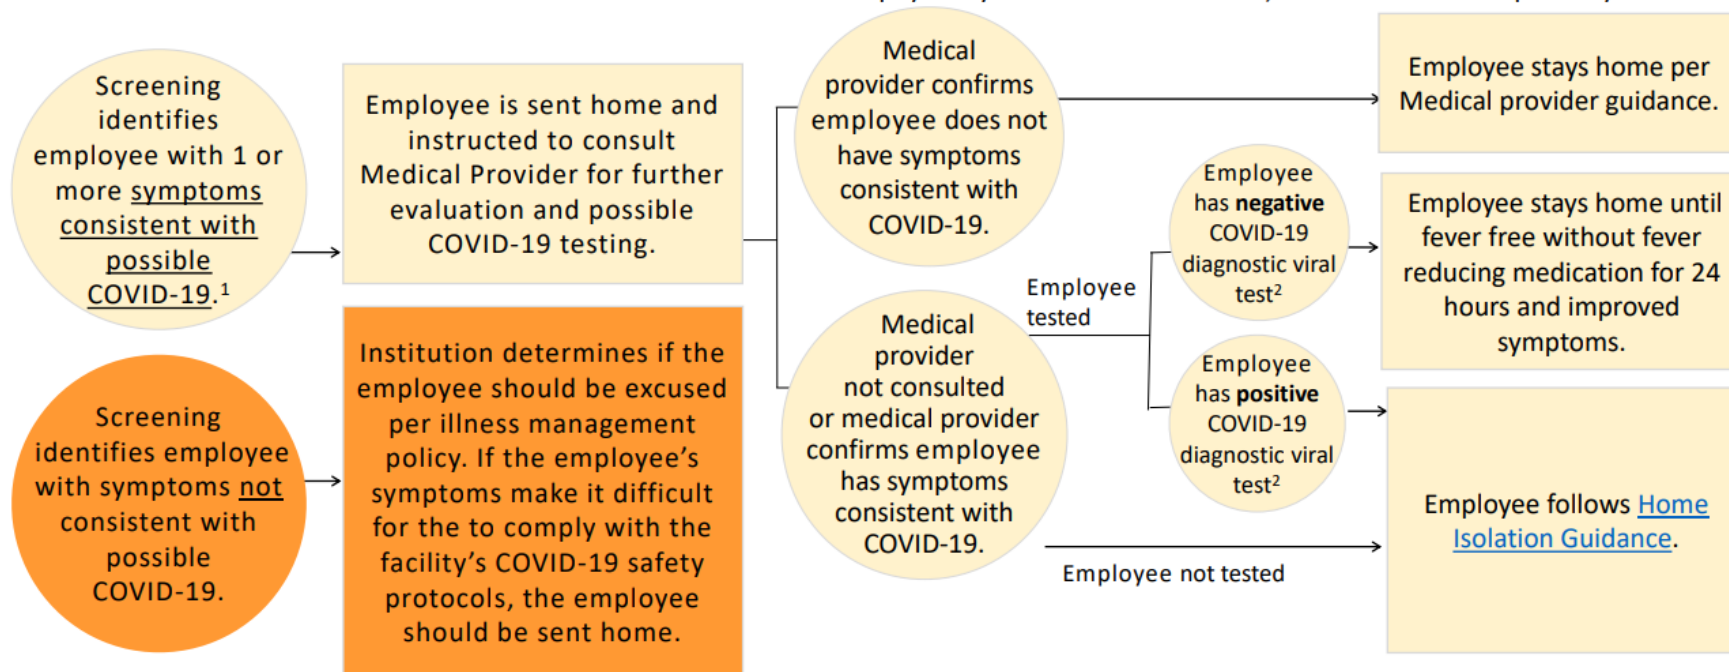 Screening
identifies
employee with 1 or
more symptoms
consistent with
possible
COVID-19.¹
Employee is sent home and
instructed to consult
Medical Provider for further
evaluation and possible
COVID-19 testing.
Medical
provider confirms
employee does not
have symptoms
consistent with
COVID-19.
Employee stays home per
Medical provider guidance.
Medical
provider
not consulted
or medical provider
confirms employee
has symptoms
consistent with
COVID-19.
Employee
tested
Employee
has negative
COVID-19
diagnostic viral
test²
Employee stays home until
fever free without fever
reducing medication for 24
hours and improved
symptoms.
Employee
has positive
COVID-19
diagnostic viral
test²
Employee not tested
Employee follows Home
Isolation Guidance.
Screening
identifies employee
with symptoms not
consistent with
possible
COVID-19.
Institution determines if the
employee should be excused
per illness management
policy. If the employee’s
symptoms make it difficult
for the to comply with the
facility’s COVID-19 safety
protocols, the employee
should be sent home.